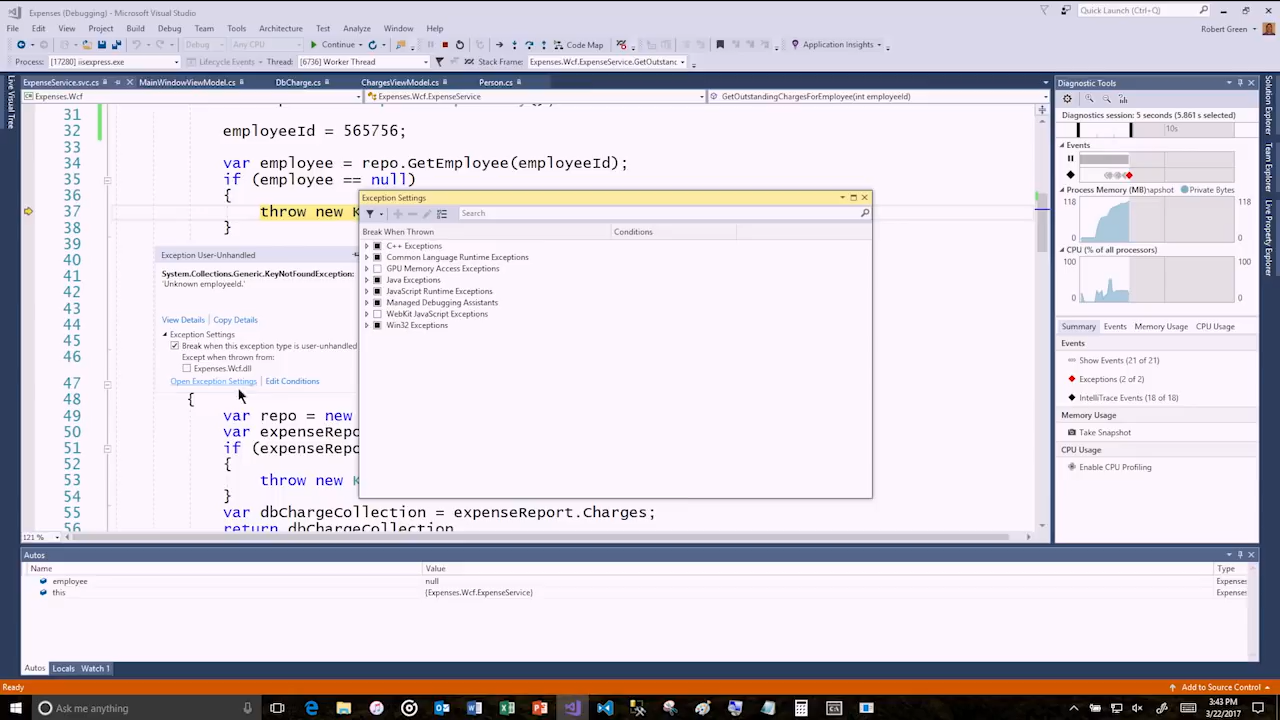 Expenses (Debugging) - Microsoft Visual Studio
Quick Launch (Ctrl+Q)
File Edit View Project Build Debug Team Tools Architecture Test Analyze Window Help
Robert Green
Debug Any CPU Continue Code Map Application Insights
Process: [17280] iisexpress.exe Lifecycle Events Thread: [6736] Worker Thread Stack Frame: Expenses.Wcf.ExpenseService.GetOutstand
ExpenseService.svc.cs MainWindowViewModel.cs DbCharge.cs ChargesViewModel.cs Person.cs
Expenses.Wcf Expenses.Wcf.ExpenseService GetOutstandingChargesForEmployee(int employeeId)
Live Visual Tree
31
32 employeeId = 565756;
33
34 var employee = repo.GetEmployee(employeeId);
35 if (employee == null)
36 {
37 throw new K
38 }
39
40
41
42
43
44
45
46
47
48 {
49 var repo = new
50 var expenseRepo
51 if (expenseRepo
52 {
53 throw new K
54 }
55 var dbChargeCollection = expenseReport.Charges;
56 return dbChargeCollection
121 %
Exception User-Unhandled
System.Collections.Generic.KeyNotFoundException:
'Unknown employeeId.'
View Details | Copy Details
Exception Settings
Break when this exception type is user-unhandled
Except when thrown from:
Expenses.Wcf.dll
Open Exception Settings | Edit Conditions
Exception Settings
Search
Break When Thrown Conditions
C++ Exceptions
Common Language Runtime Exceptions
GPU Memory Access Exceptions
Java Exceptions
JavaScript Runtime Exceptions
Managed Debugging Assistants
WebKit JavaScript Exceptions
Win32 Exceptions
Diagnostic Tools
Diagnostics session: 5 seconds (5.861 s selected)
10s
Events
Process Memory (MB)
napshot Private Bytes
118 118
0 0
CPU (% of all processors)
100 100
0 0
Summary Events Memory Usage CPU Usage
Events
Show Events (21 of 21)
Exceptions (2 of 2)
IntelliTrace Events (18 of 18)
Memory Usage
Take Snapshot
CPU Usage
Enable CPU Profiling
Solution Explorer
Team Explorer
Live Property Explorer
Autos
Name Value Type
employee null Expenses
this {Expenses.Wcf.ExpenseService} Expenses
Autos Locals Watch 1
Ready
Add to Source Control
Ask me anything
3:43 PM
3/22/2017